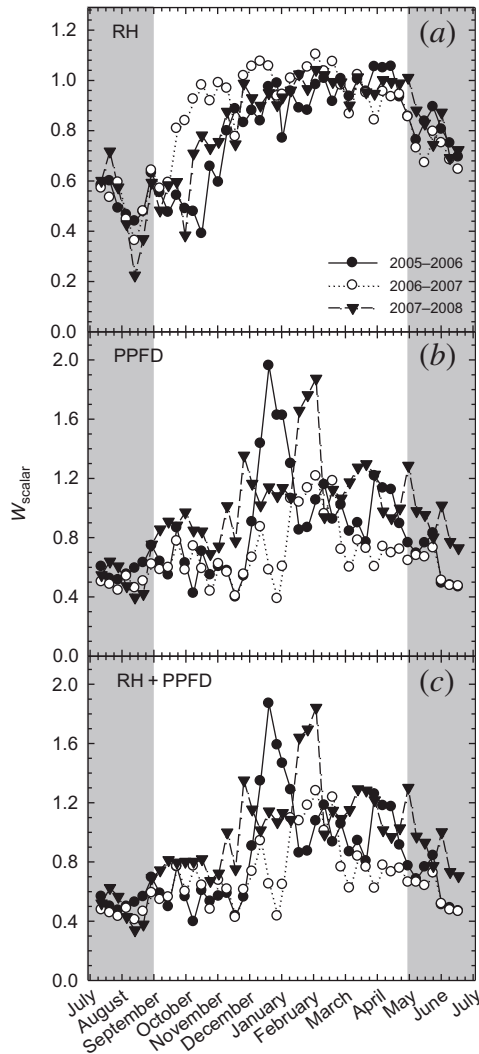 1.2
RH
(a)
1.0
0.8
0.6
0.4
2005–2006
2006–2007
0.2
2007–2008
0.0
PPFD
(b)
2.0
1.6
1.2
0.8
0.4
0.0
W scalar
RH + PPFD
(c)
2.0
1.6
1.2
0.8
0.4
0.0
July
August
September
October
November
December
January
February
March
April
May
June
July